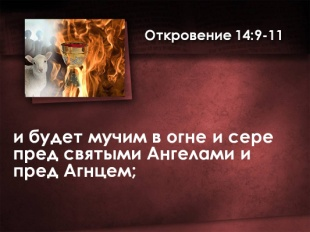 Откровение 14:9-11
и будет мучим в огне и сере
пред святыми Ангелами и
пред Агнцем;